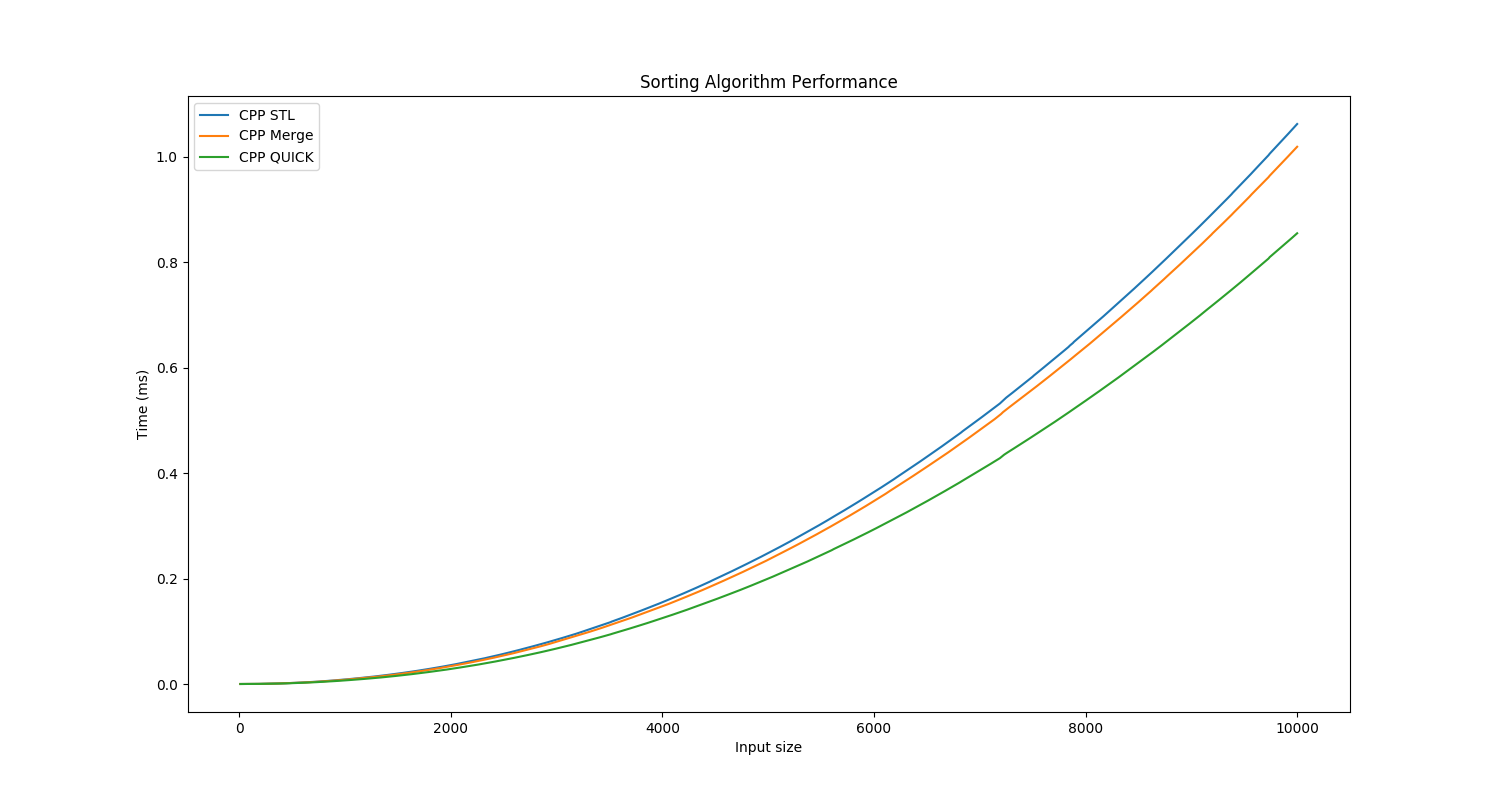 Sorting Algorithm Performance
CPP STL
CPP Merge
CPP QUICK
1.0
0.8
0.6
0.4
0.2
0.0
Time (ms)
0 2000 4000 6000 8000 10000
Input size